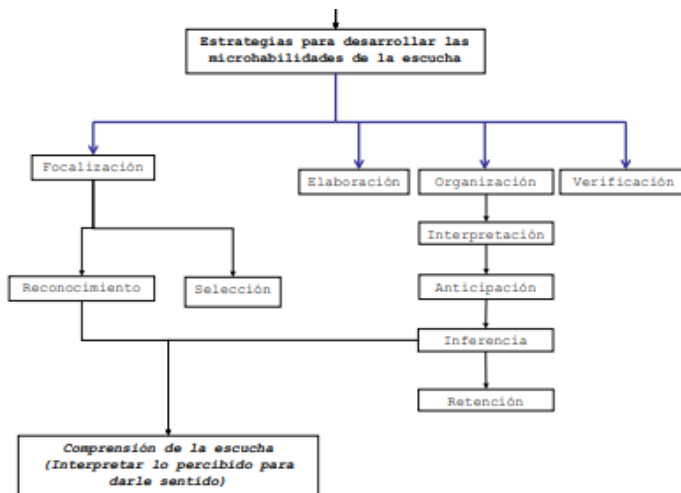 Estrategias para desarrollar las
microhabilidades de la escucha
Focalización
Elaboración
Organización
Verificación
Interpretación
Reconocimiento
Selección
Anticipación
Inferencia
Retención
Comprensión de la escucha
(Interpretar lo percibido para
darle sentido)